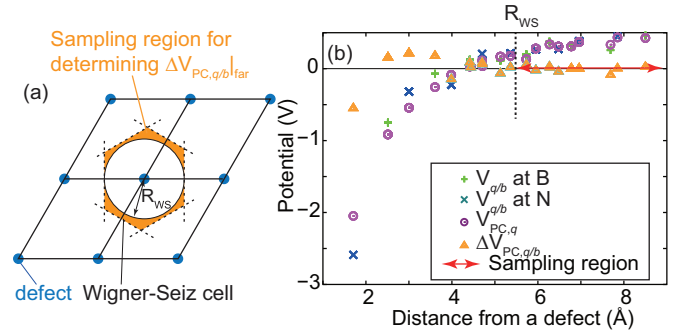 Sampling region for
determining ΔV_PC,q/b|_far
(a)
R_WS
defect
Wigner-Seiz cell
R_WS
(b)
Potential (V)
0
−1
−2
−3
2
4
6
8
Distance from a defect (Å)
V_q/b at B
V_q/b at N
V_PC,q
ΔV_PC,q/b
Sampling region